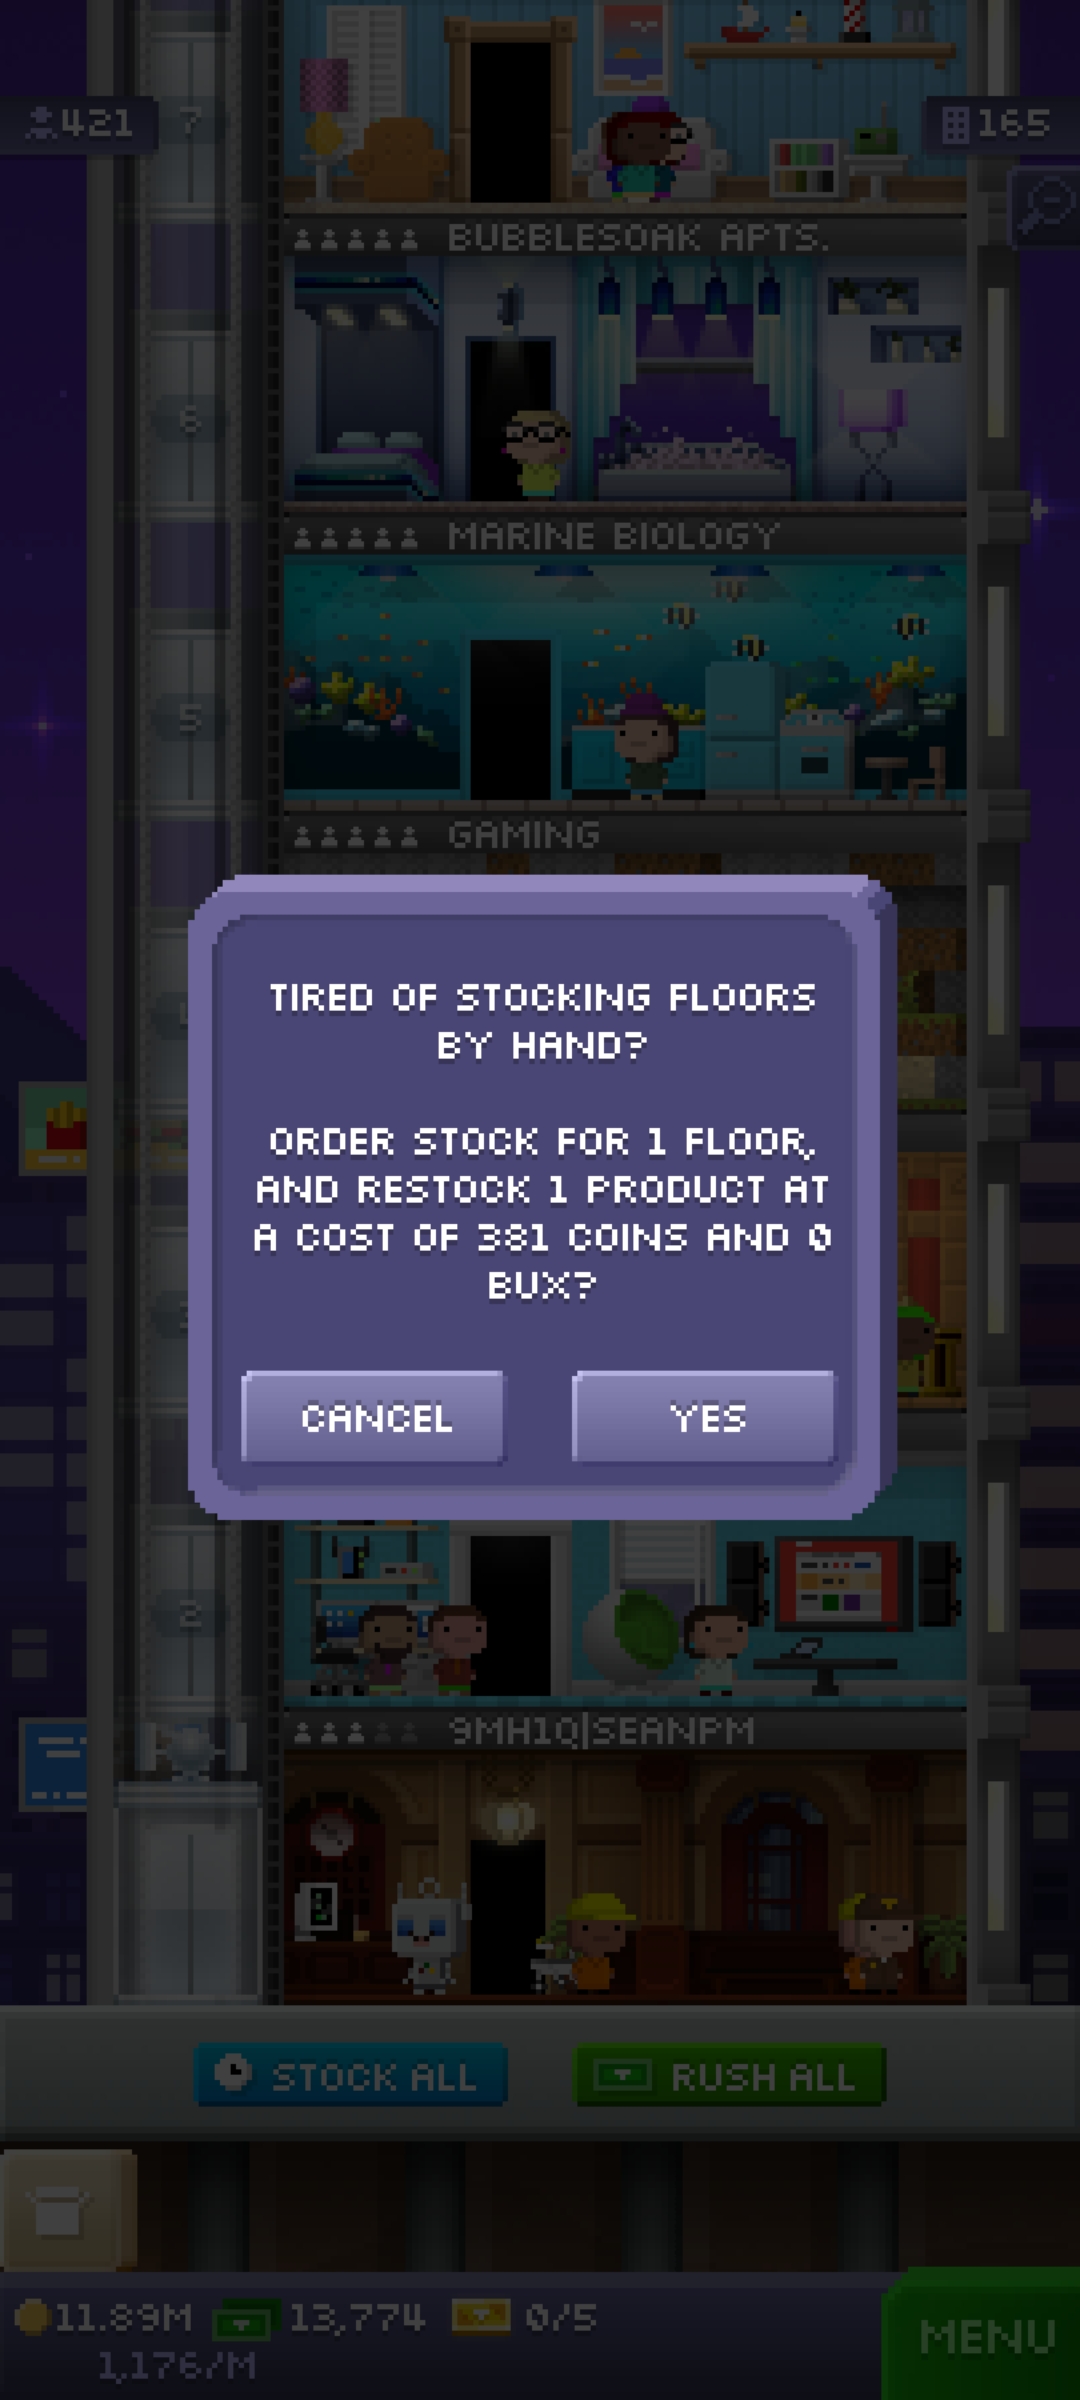 421
7
165
BUBBLESOAK APTS.
6
MARINE BIOLOGY
5
GAMING
TIRED OF STOCKING FLOORS
BY HAND?
ORDER STOCK FOR 1 FLOOR,
AND RESTOCK 1 PRODUCT AT
A COST OF 381 COINS AND 0
BUX?
CANCEL
YES
2
9MH1Q|SEANPM
STOCK ALL
RUSH ALL
11.89M
13,774
0/5
1,176/M
MENU